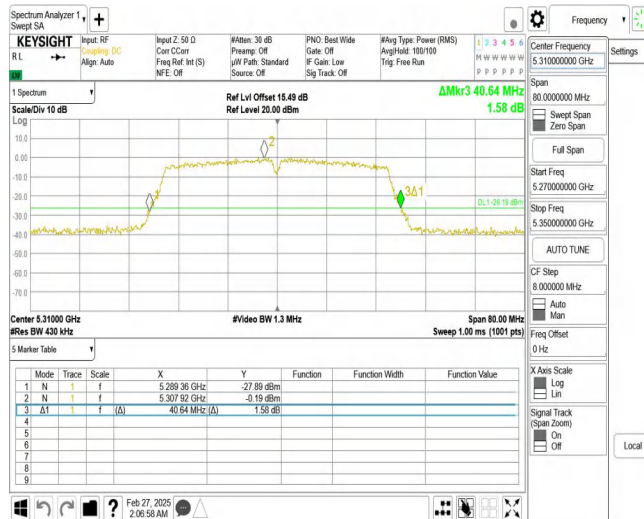 Spectrum Analyzer 1
Swept SA
+
Frequency
KEYSIGHT
Input: RF
Input Z: 50 Ω
#Atten: 30 dB
PNO: Best Wide
#Avg Type: Power (RMS)
1 2 3 4 5 6
RL
Coupling: DC
Corr CCorr
Preamp: Off
Gate: Off
Avg|Hold: 100/100
M W W W W W
Align: Auto
Freq Ref: Int (S)
µW Path: Standard
IF Gain: Low
Trig: Free Run
NFE: Off
Source: Off
Sig Track: Off
P P P P P P
1 Spectrum
Scale/Div 10 dB
Ref Lvl Offset 15.49 dB
Ref Level 20.00 dBm
ΔMkr3 40.64 MHz
1.58 dB
Log
10.0
0.00
-10.0
-20.0
-30.0
-40.0
-50.0
-60.0
-70.0
2
1
3Δ1
DL1 -26.19 dBm
Center 5.31000 GHz
#Video BW 1.3 MHz
Span 80.00 MHz
#Res BW 430 kHz
Sweep 1.00 ms (1001 pts)
5 Marker Table
Mode Trace Scale X Y Function Function Width Function Value
1 N 1 f 5.289 36 GHz -27.89 dBm
2 N 1 f 5.307 92 GHz -0.19 dBm
3 Δ1 1 f (Δ) 40.64 MHz (Δ) 1.58 dB
4
5
6
7
8
9
?
Feb 27, 2025
2:06:58 AM
Center Frequency
5.310000000 GHz
Settings
Span
80.0000000 MHz
Swept Span
Zero Span
Full Span
Start Freq
5.270000000 GHz
Stop Freq
5.350000000 GHz
AUTO TUNE
CF Step
8.000000 MHz
Auto
Man
Freq Offset
0 Hz
X Axis Scale
Log
Lin
Signal Track
(Span Zoom)
On
Off
Local